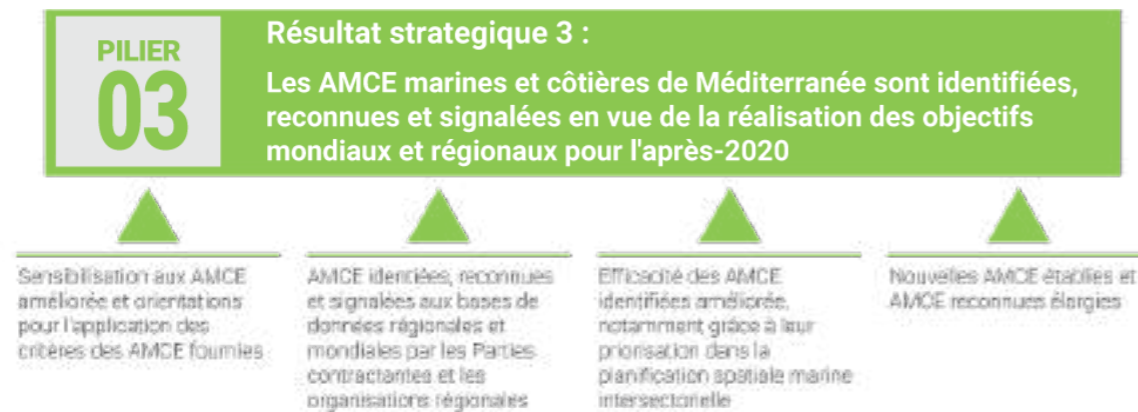 PILIER
03
Résultat strategique 3 :
Les AMCE marines et côtières de Méditerranée sont identifiées,
reconnues et signalées en vue de la réalisation des objectifs
mondiaux et régionaux pour l'après-2020
Sensibilisation aux AMCE
améliorée et orientations
pour l'application des
critères des AMCE fournies
AMCE identiées, reconnues
et signalées aux bases de
données régionales et
mondiales par les Parties
contractantes et les
organisations régionales
Efficacité des AMCE
identifiées améliorée,
notamment grâce à leur
priorisation dans la
planification spatiale marine
intersectorielle
Nouvelles AMCE établies et
AMCE reconnues élargies